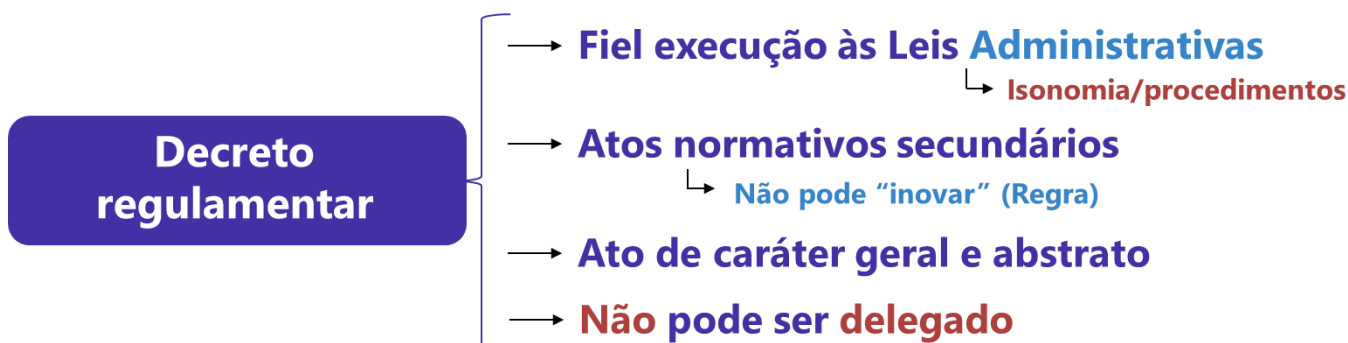 Decreto
regulamentar
Fiel execução às Leis Administrativas
Isonomia/procedimentos
Atos normativos secundários
Não pode “inovar” (Regra)
Ato de caráter geral e abstrato
Não pode ser delegado